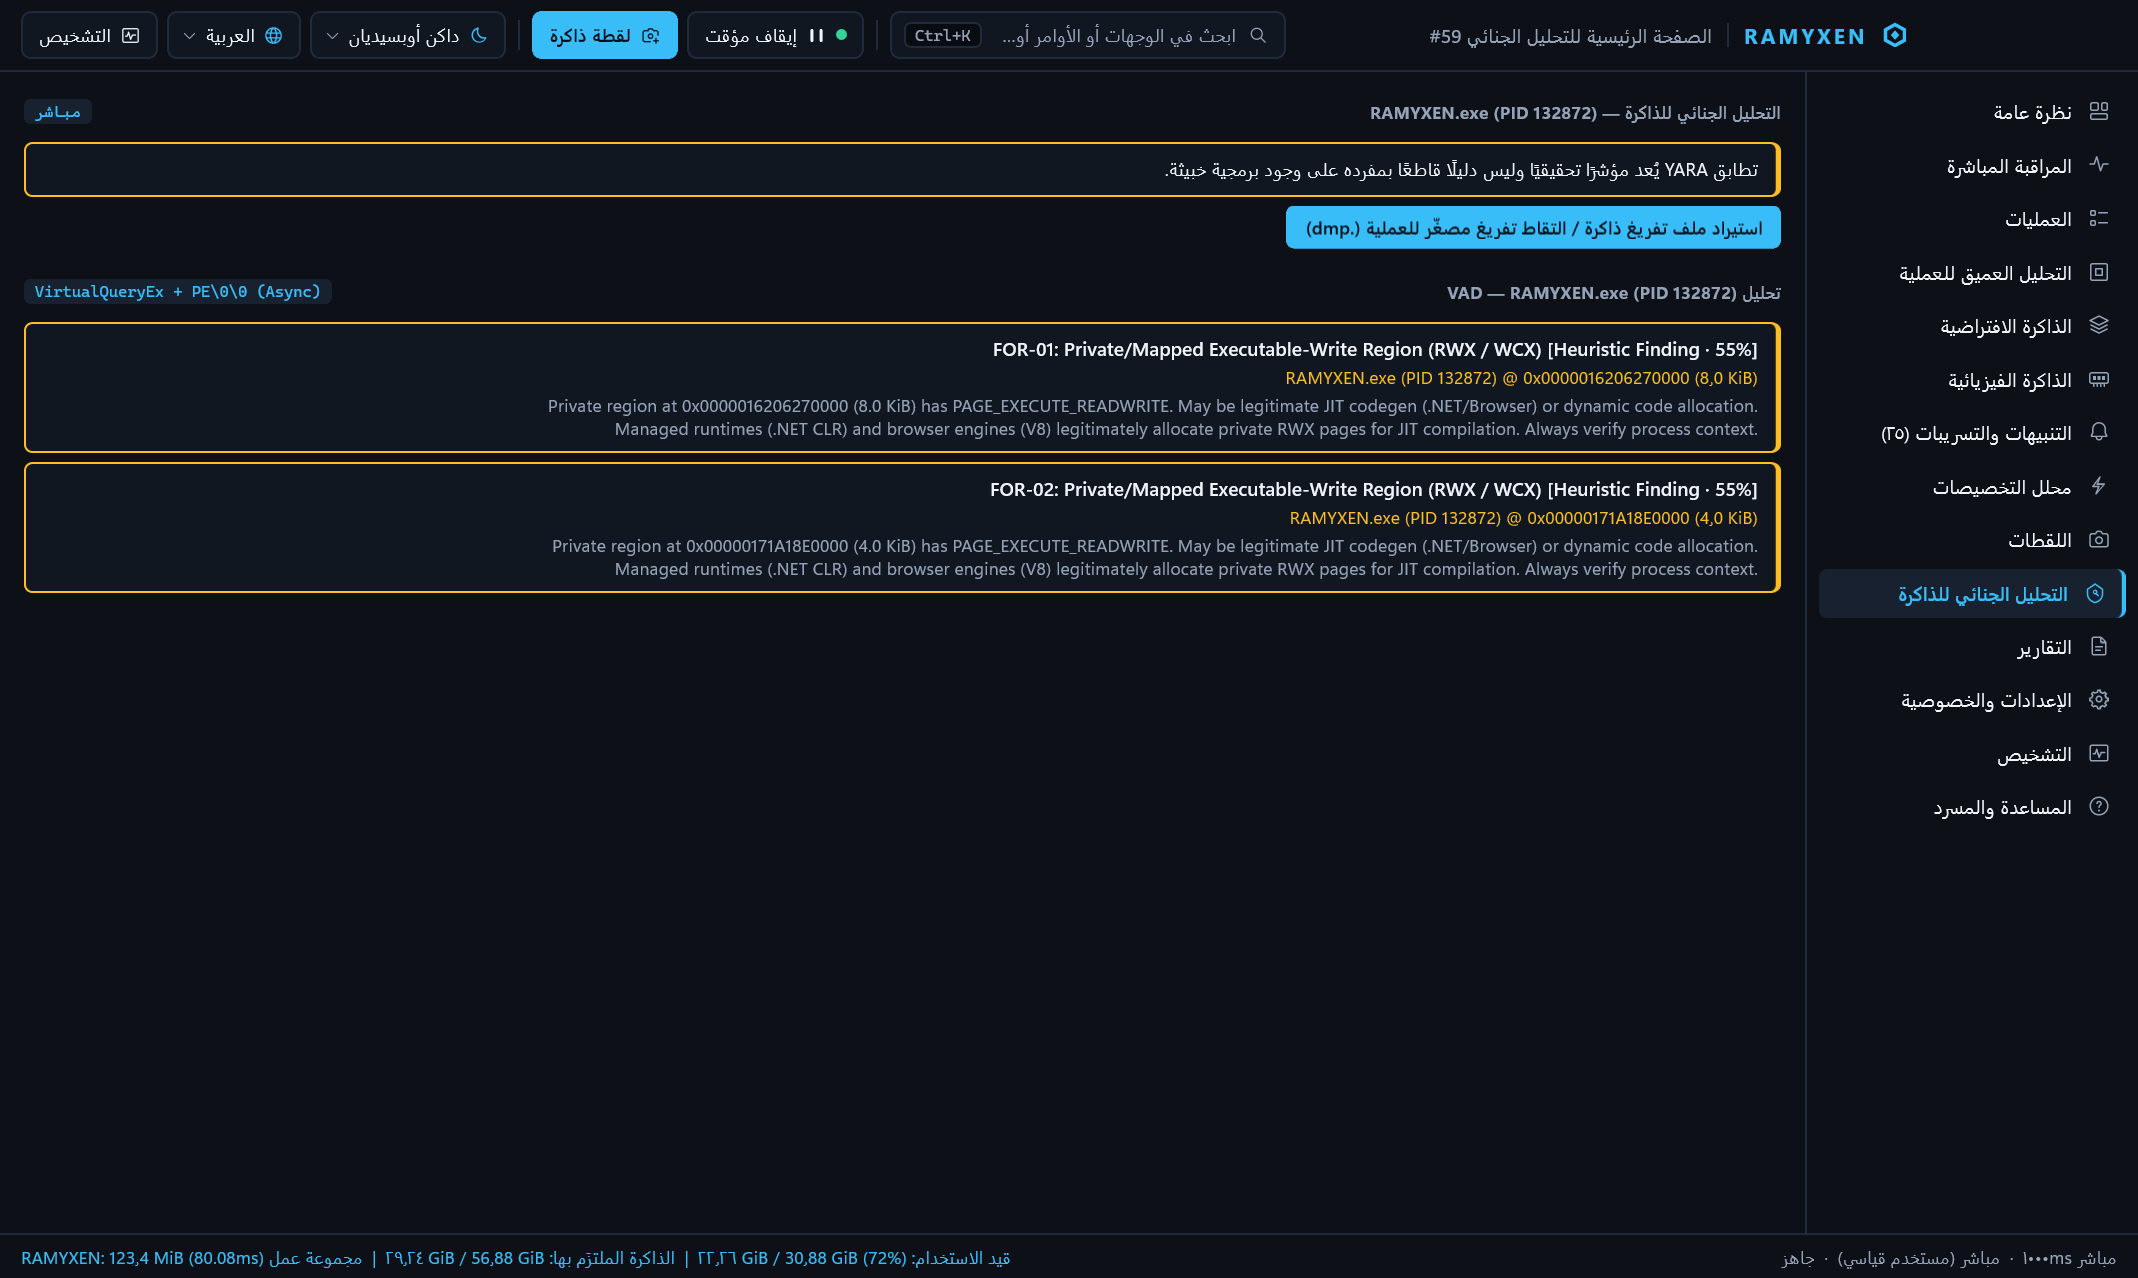 RAMYXEN
الصفحة الرئيسية للتحليل الجنائي #59
ابحث في الوجهات أو الأوامر أو...
Ctrl+K
إيقاف مؤقت
لقطة ذاكرة
داكن أوبسيديان
العربية
التشخيص
نظرة عامة
المراقبة المباشرة
العمليات
التحليل العميق للعملية
الذاكرة الافتراضية
الذاكرة الفيزيائية
التنبيهات والتسريبات (٢٥)
محلل التخصيصات
اللقطات
التحليل الجنائي للذاكرة
التقارير
الإعدادات والخصوصية
التشخيص
المساعدة والمسرد
التحليل الجنائي للذاكرة — RAMYXEN.exe (PID 132872)
مباشر
تطابق YARA يُعد مؤشرًا تحقيقيًا وليس دليلًا قاطعًا بمفرده على وجود برمجية خبيثة.
استيراد ملف تفريغ ذاكرة / التقاط تفريغ مصغّر للعملية (.dmp)
تحليل VAD — RAMYXEN.exe (PID 132872)
VirtualQueryEx + PE\0\0 (Async)
FOR-01: Private/Mapped Executable-Write Region (RWX / WCX) [Heuristic Finding · 55%]
RAMYXEN.exe (PID 132872) @ 0x0000016206270000 (8,0 KiB)
Private region at 0x0000016206270000 (8.0 KiB) has PAGE_EXECUTE_READWRITE. May be legitimate JIT codegen (.NET/Browser) or dynamic code allocation.
Managed runtimes (.NET CLR) and browser engines (V8) legitimately allocate private RWX pages for JIT compilation. Always verify process context.
FOR-02: Private/Mapped Executable-Write Region (RWX / WCX) [Heuristic Finding · 55%]
RAMYXEN.exe (PID 132872) @ 0x00000171A18E0000 (4,0 KiB)
Private region at 0x00000171A18E0000 (4.0 KiB) has PAGE_EXECUTE_READWRITE. May be legitimate JIT codegen (.NET/Browser) or dynamic code allocation.
Managed runtimes (.NET CLR) and browser engines (V8) legitimately allocate private RWX pages for JIT compilation. Always verify process context.
مباشر ١٠٠٠ms · مباشر (مستخدم قياسي) · جاهز
قيد الاستخدام: ٢٢,٢٦ GiB / 30,88 GiB (72%) | الذاكرة الملتزَم بها: ٢٩,٢٤ GiB / 56,88 GiB | مجموعة عمل RAMYXEN: 123,4 MiB (80.08ms)